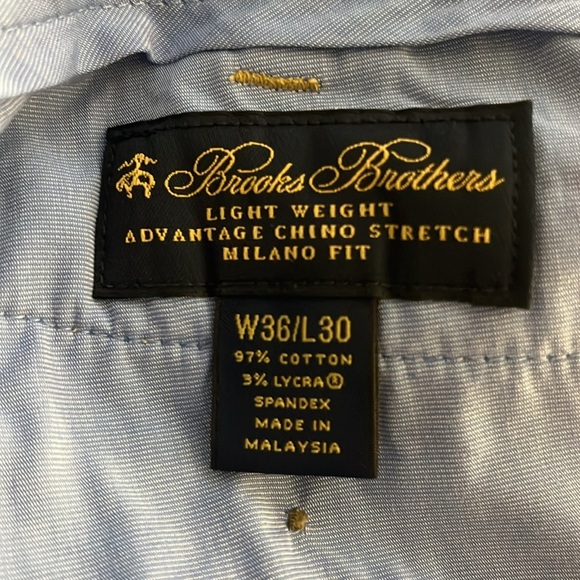 Brooks Brothers
LIGHT WEIGHT
ADVANTAGE CHINO STRETCH
MILANO FIT
W36/L30
97% COTTON
3% LYCRA®
SPANDEX
MADE IN
MALAYSIA